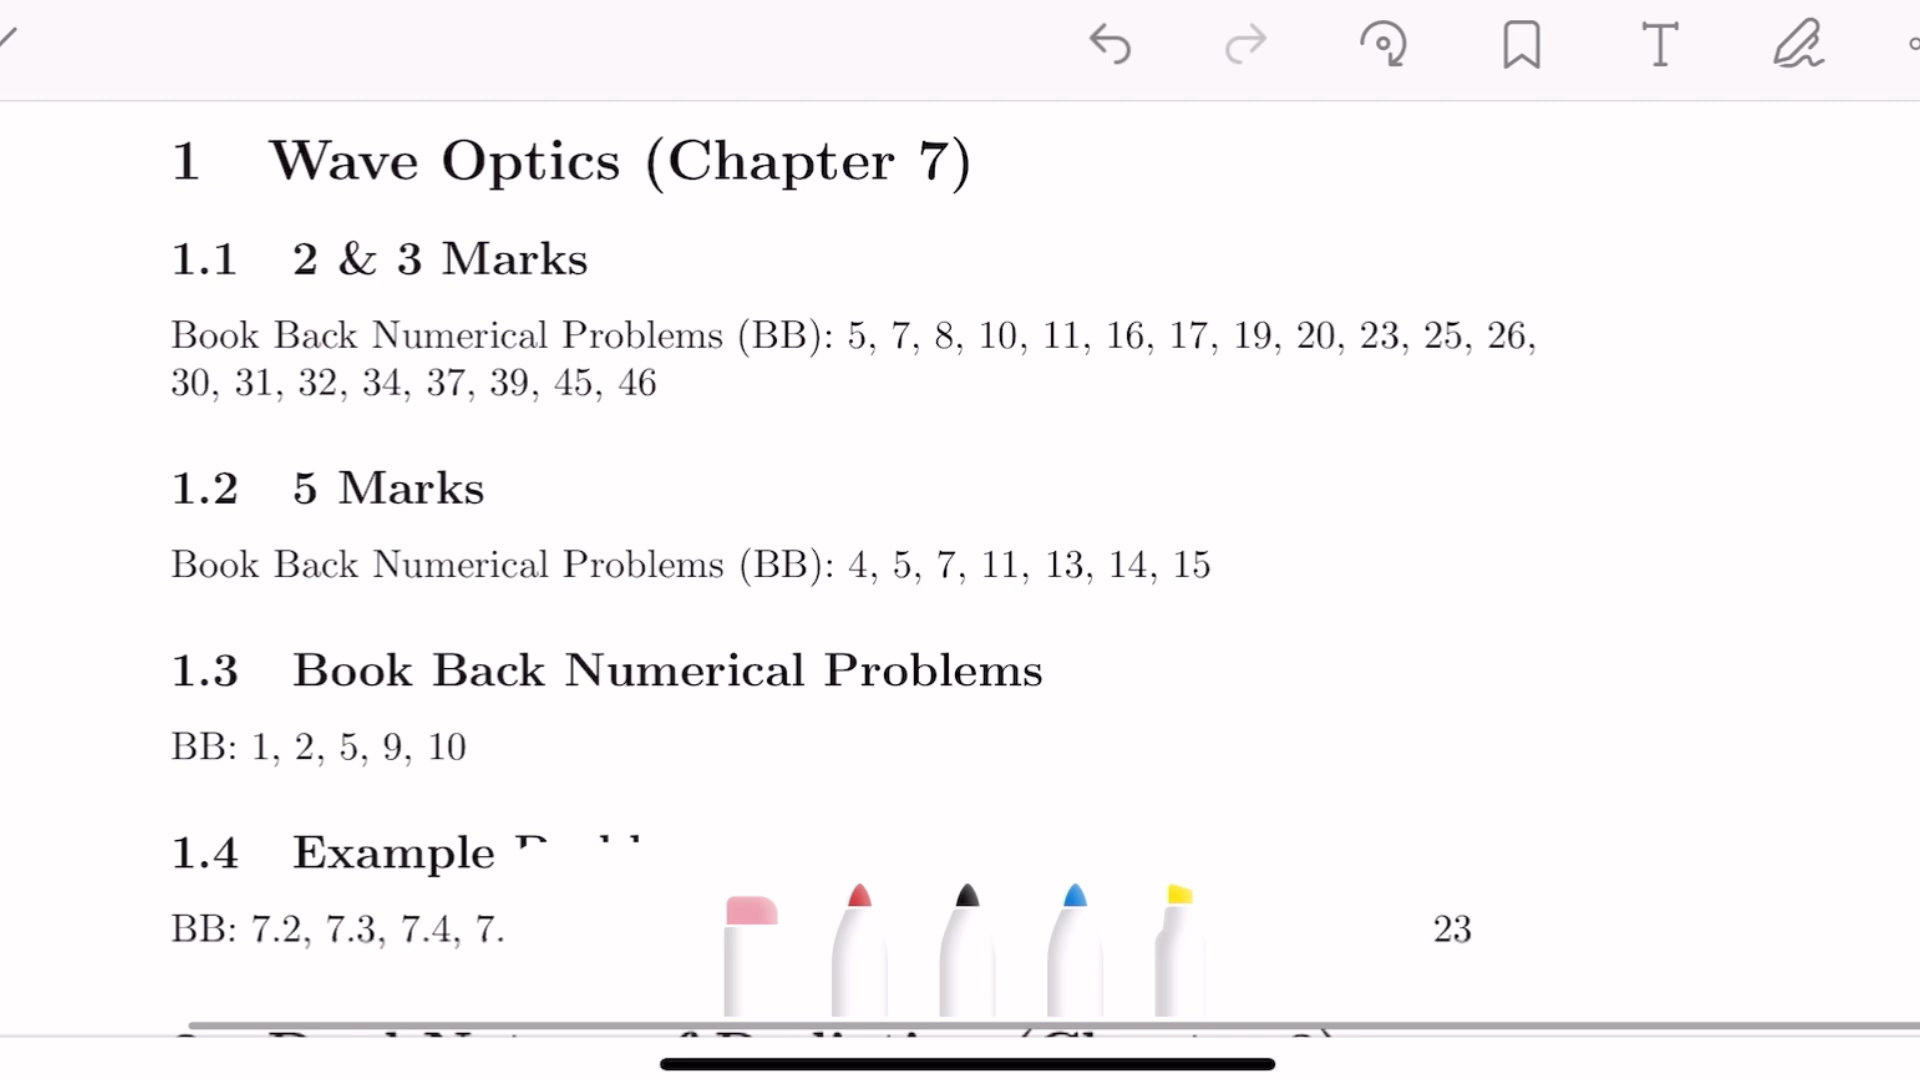 1 Wave Optics (Chapter 7)
1.1 2 & 3 Marks
Book Back Numerical Problems (BB): 5, 7, 8, 10, 11, 16, 17, 19, 20, 23, 25, 26,
30, 31, 32, 34, 37, 39, 45, 46
1.2 5 Marks
Book Back Numerical Problems (BB): 4, 5, 7, 11, 13, 14, 15
1.3 Book Back Numerical Problems
BB: 1, 2, 5, 9, 10
1.4 Example
BB: 7.2, 7.3, 7.4, 7. 23